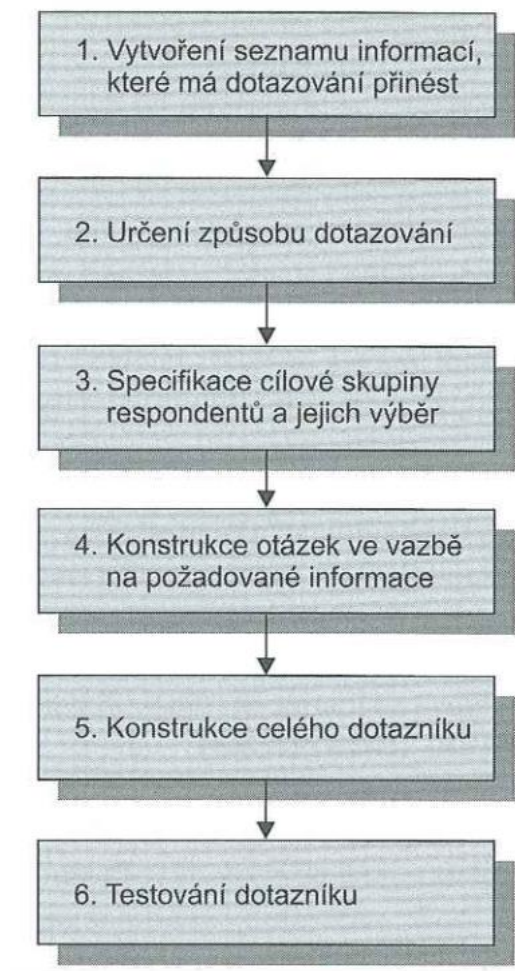 1. Vytvoření seznamu informací,
které má dotazování přinést
2. Určení způsobu dotazování
3. Specifikace cílové skupiny
respondentů a jejich výběr
4. Konstrukce otázek ve vazbě
na požadované informace
5. Konstrukce celého dotazníku
6. Testování dotazníku